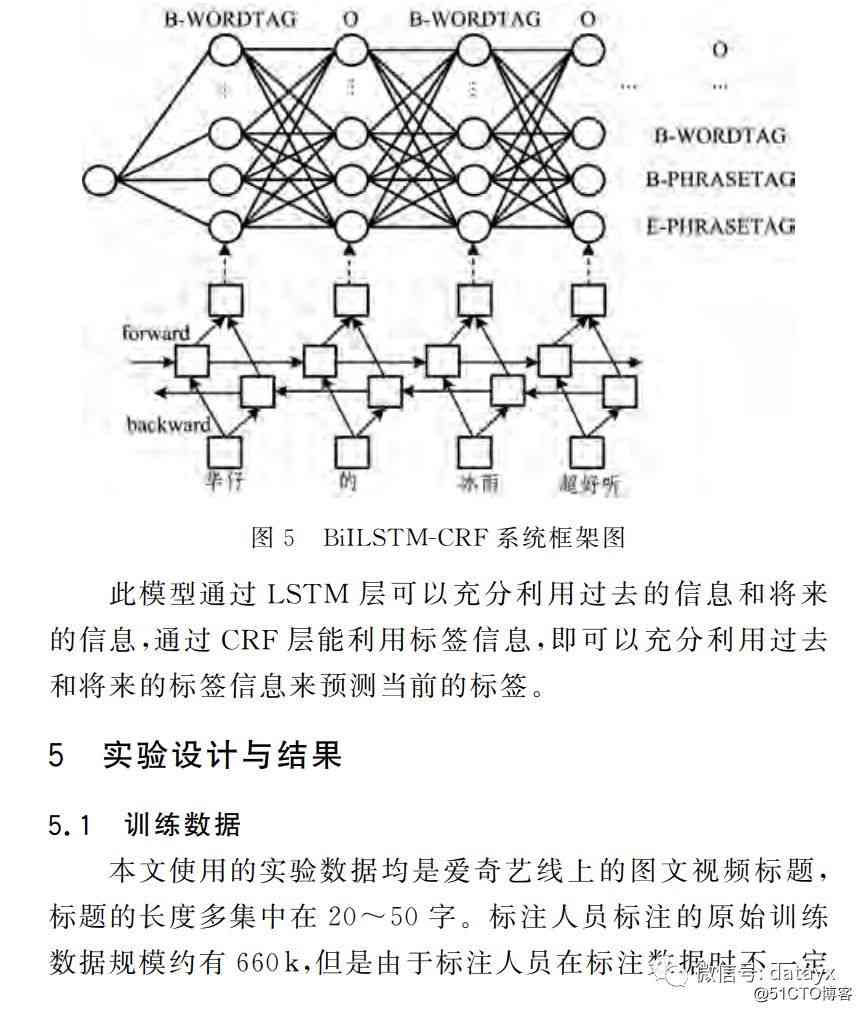 B-WORDTAG O B-WORDTAG O
O
... ...
B-WORDTAG
B-PHRASETAG
E-PHRASETAG
forward
backward
华仔 的 冰雨 超好听
图 5 BiILSTM-CRF 系统框架图
此模型通过 LSTM 层可以充分利用过去的信息和将来
的信息,通过 CRF 层能利用标签信息,即可以充分利用过去
和将来的标签信息来预测当前的标签。
5 实验设计与结果
5.1 训练数据
本文使用的实验数据均是爱奇艺线上的图文视频标题,
标题的长度多集中在 20～50 字。标注人员标注的原始训练
数据规模约有 660k,但是由于标注人员在标注数据时不一定
微信号: datayx
@51CTO博客